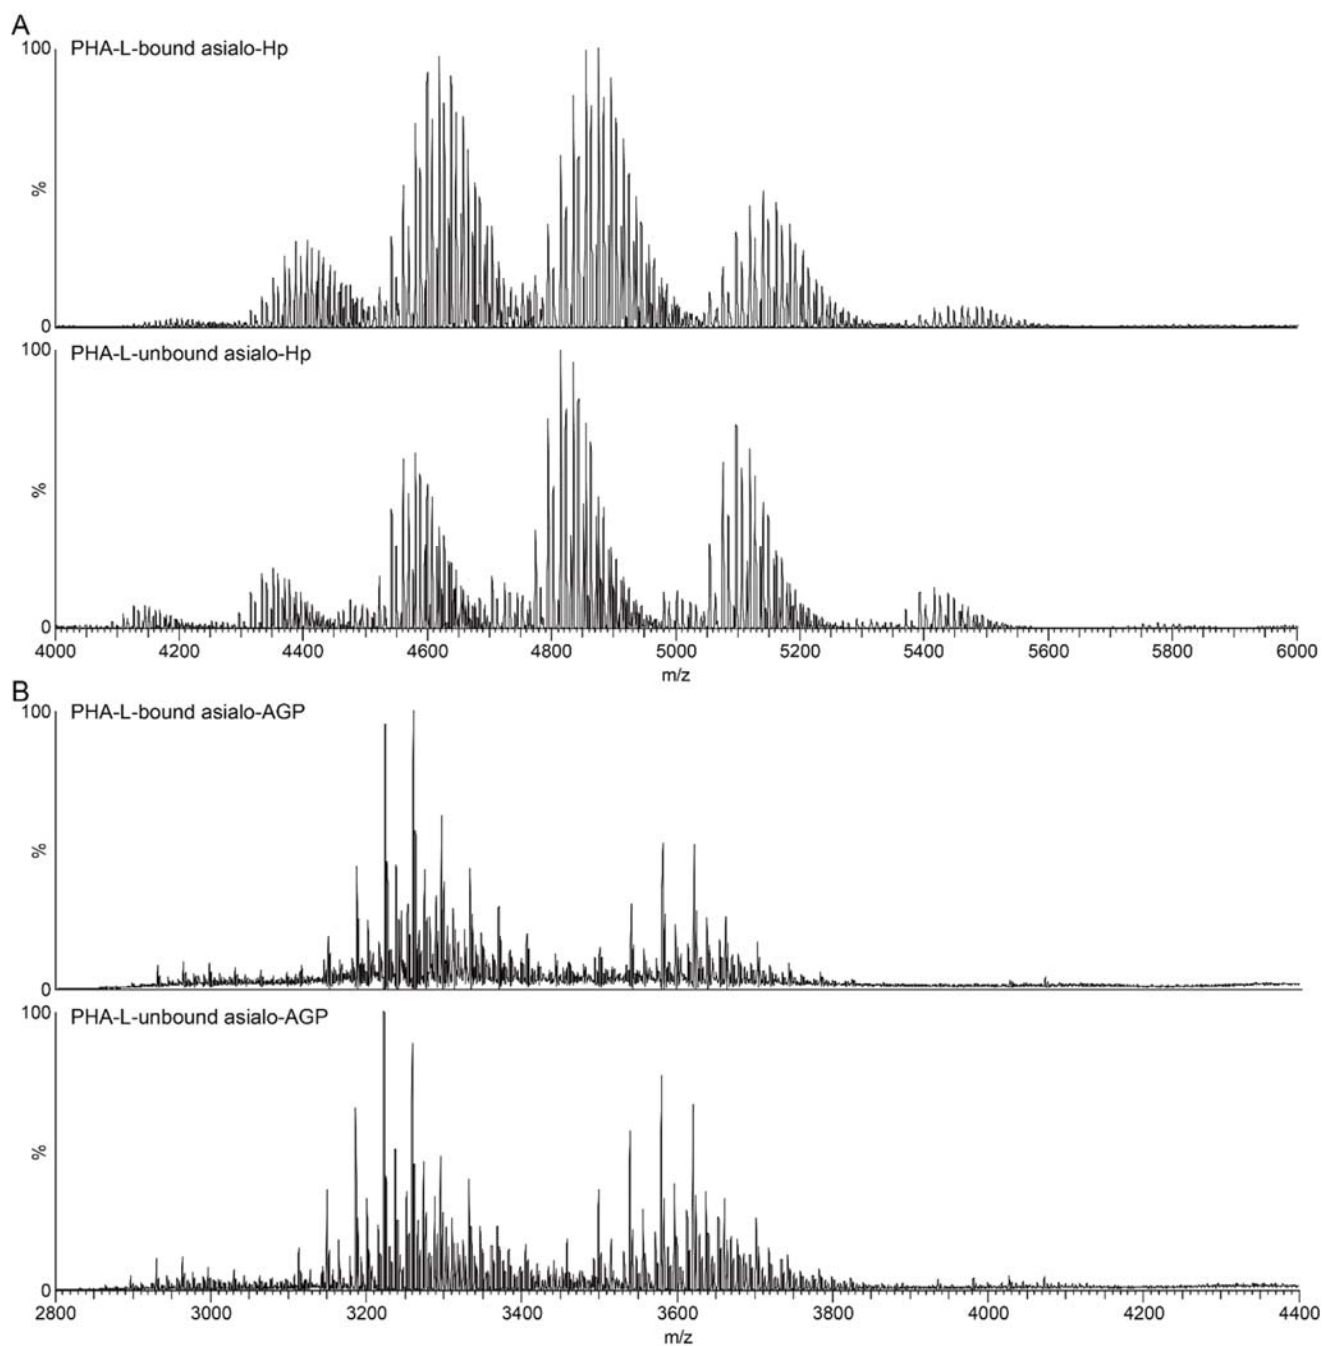 A
100
PHA-L-bound asialo-Hp
%
0
100
PHA-L-unbound asialo-Hp
%
0
4000 4200 4400 4600 4800 5000 5200 5400 5600 5800 6000
m/z
B
100
PHA-L-bound asialo-AGP
%
0
100
PHA-L-unbound asialo-AGP
%
0
2800 3000 3200 3400 3600 3800 4000 4200 4400
m/z